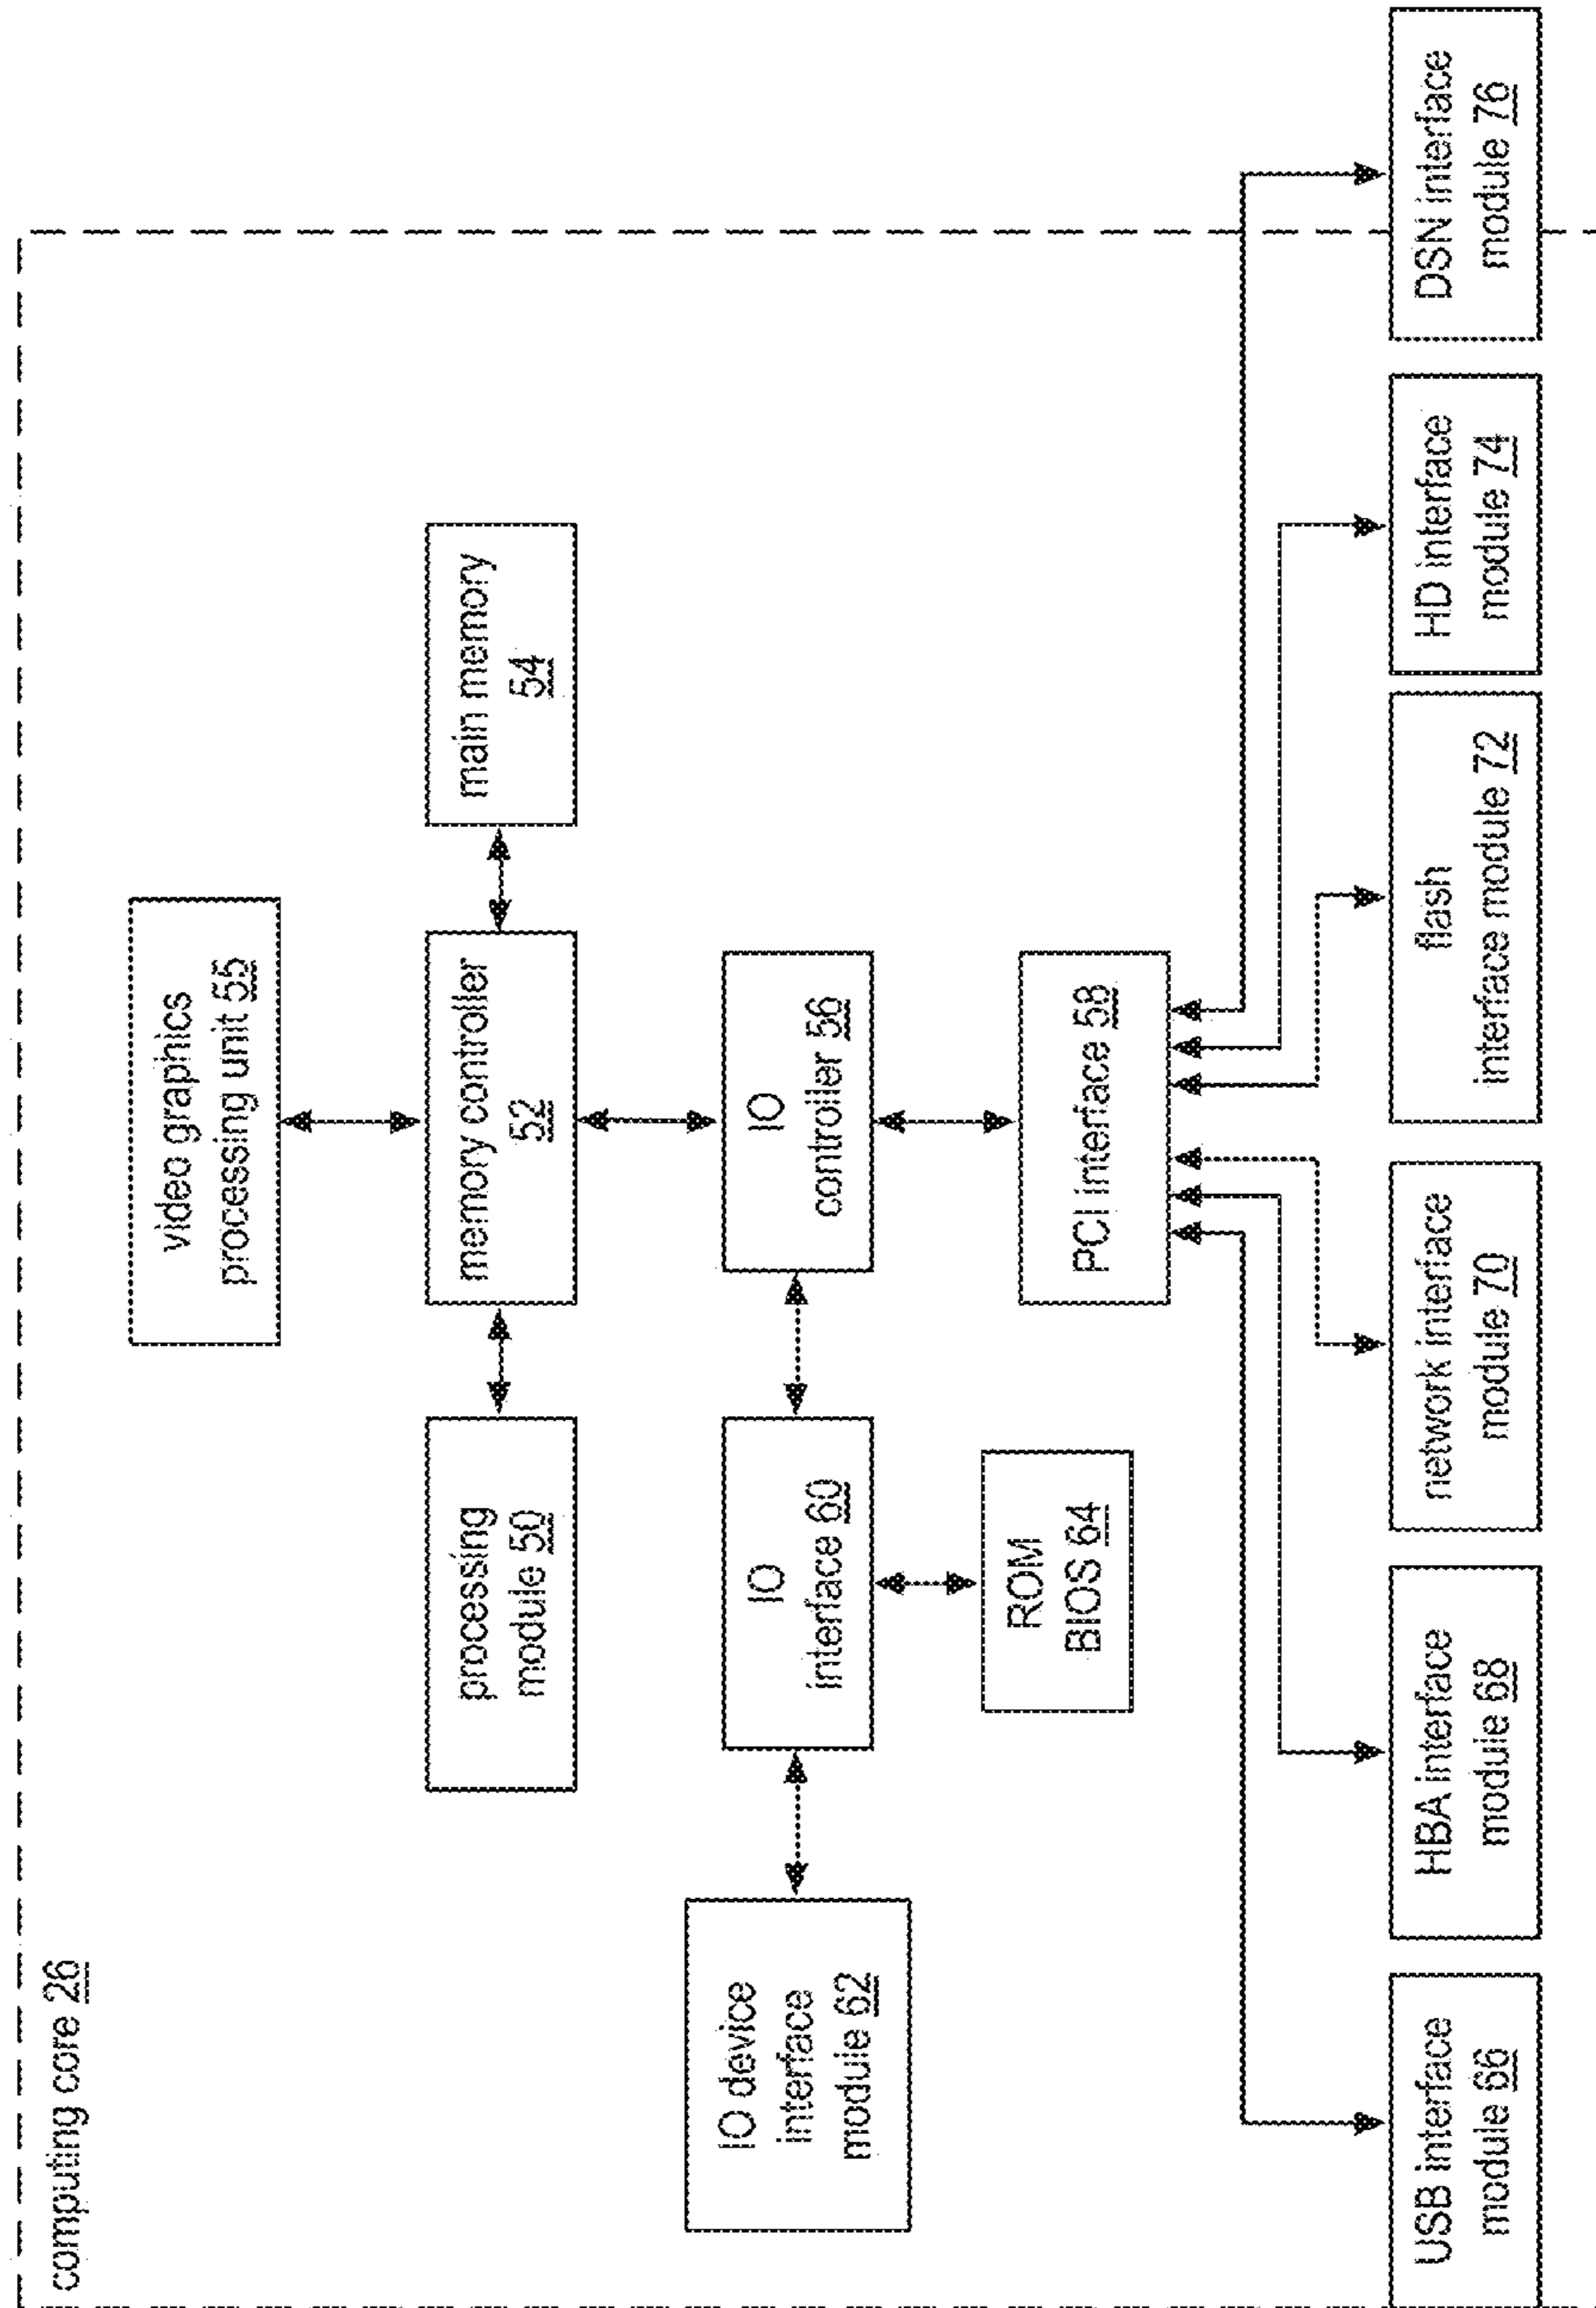 computing core 26
video graphics
processing unit 55
processing
module 50
memory controller
52
main memory
54
IO device
interface
module 62
IO
interface 60
IO
controller 56
ROM
BIOS 64
PCI interface 58
USB interface
module 66
HBA interface
module 68
network interface
module 70
flash
interface module 72
HD interface
module 74
DSN interface
module 76